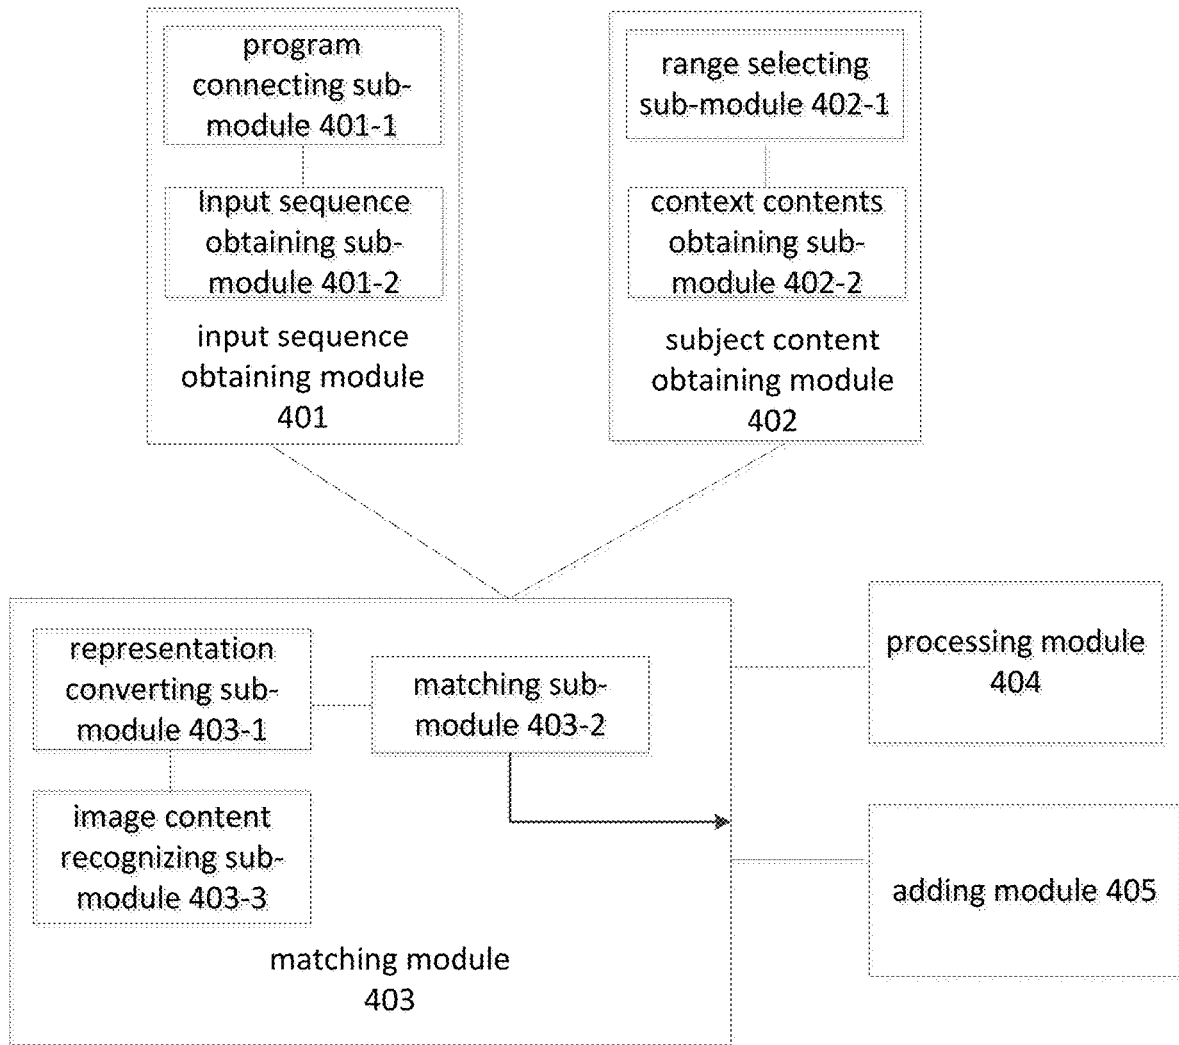 program
connecting sub-
module 401-1
Input sequence
obtaining sub-
module 401-2
input sequence
obtaining module
401
range selecting
sub-module 402-1
context contents
obtaining sub-
module 402-2
subject content
obtaining module
402
representation
converting sub-
module 403-1
matching sub-
module 403-2
image content
recognizing sub-
module 403-3
matching module
403
processing module
404
adding module 405